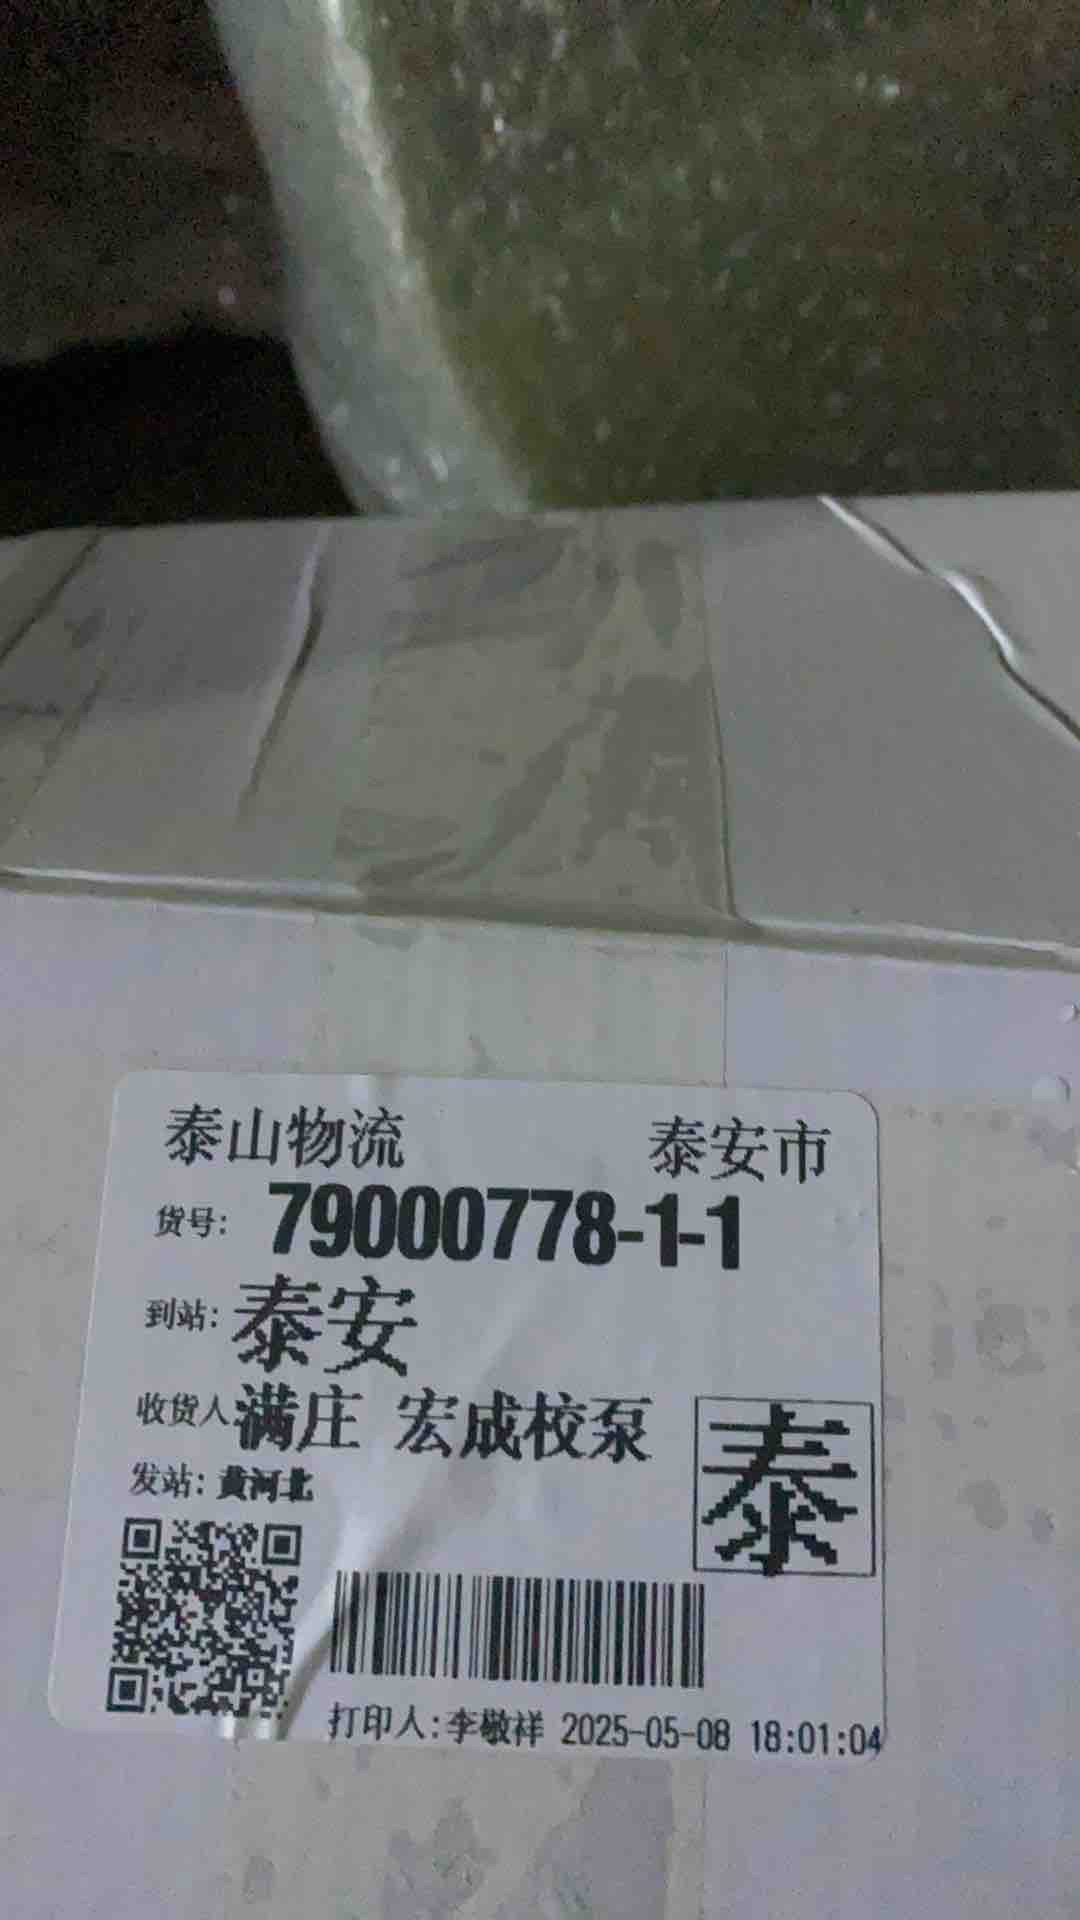 泰山物流 泰安市
货号: 79000778-1-1
到站: 泰安
收货人 满庄 宏成校泵
泰
发站: 黄河北
打印人:李敬祥 2025-05-08 18:01:04